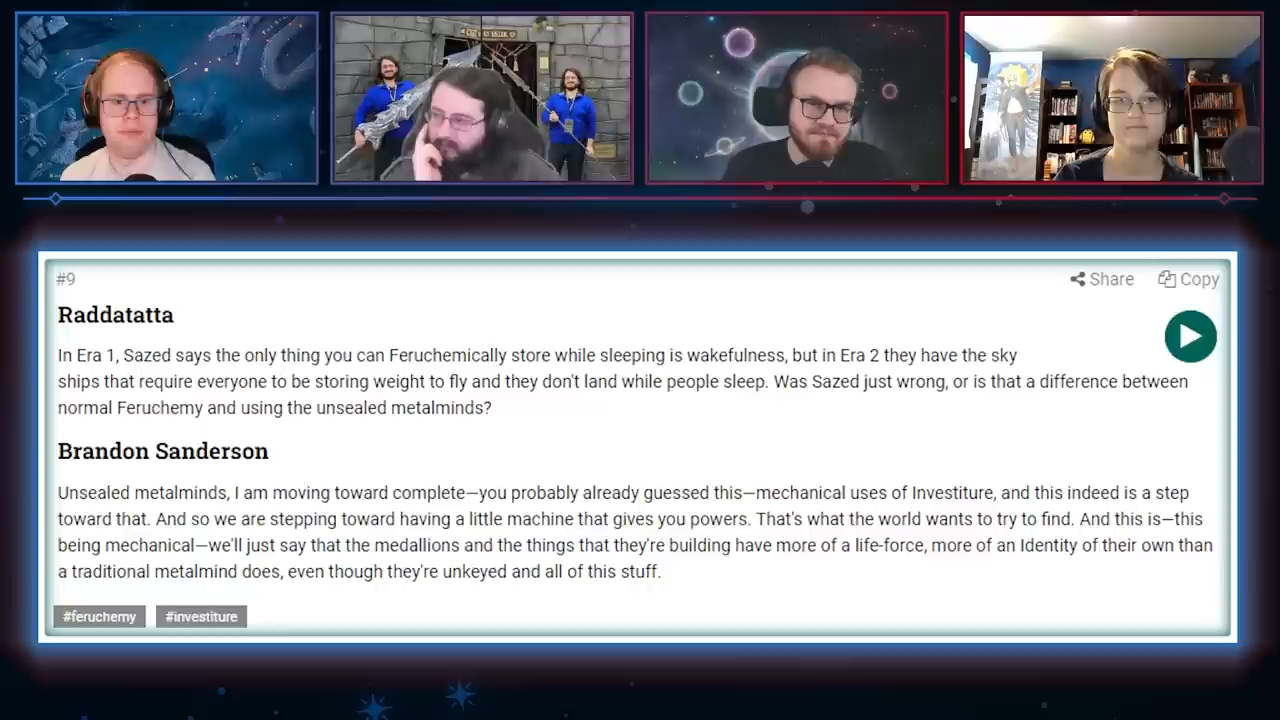 #9
Share
Copy
Raddatatta
In Era 1, Sazed says the only thing you can Feruchemically store while sleeping is wakefulness, but in Era 2 they have the sky
ships that require everyone to be storing weight to fly and they don't land while people sleep. Was Sazed just wrong, or is that a difference between
normal Feruchemy and using the unsealed metalminds?
Brandon Sanderson
Unsealed metalminds, I am moving toward complete—you probably already guessed this—mechanical uses of Investiture, and this indeed is a step
toward that. And so we are stepping toward having a little machine that gives you powers. That's what the world wants to try to find. And this is—this
being mechanical—we'll just say that the medallions and the things that they're building have more of a life-force, more of an Identity of their own than
a traditional metalmind does, even though they're unkeyed and all of this stuff.
#feruchemy
#investiture